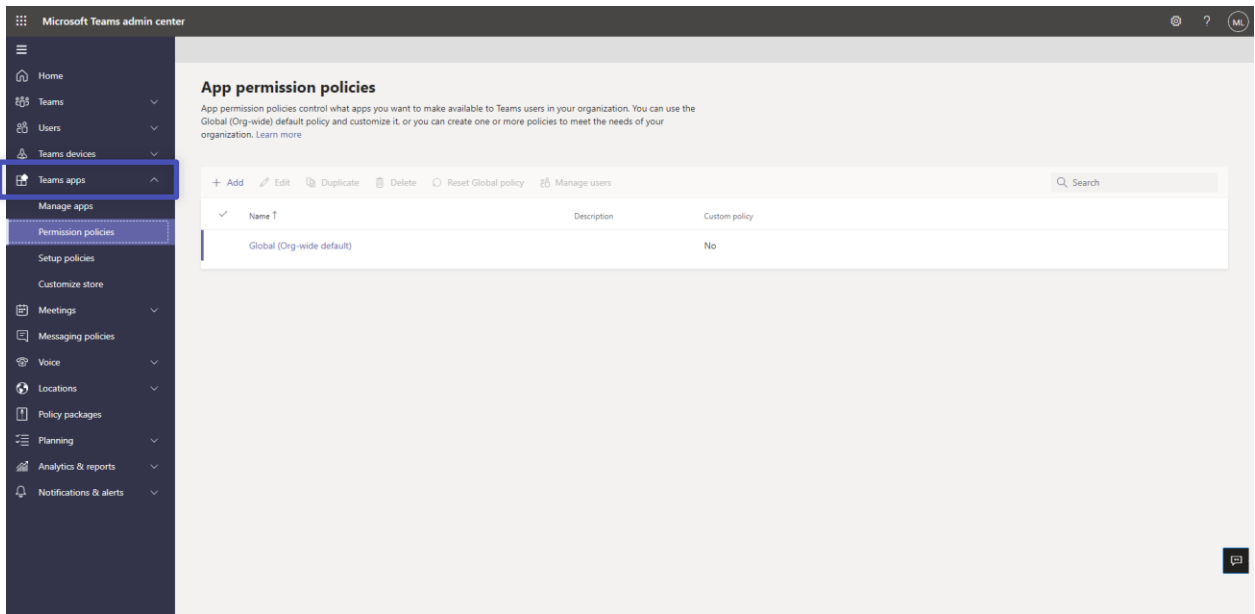 Microsoft Teams admin center
?
ML
Home
Teams
Users
Teams devices
Teams apps
Manage apps
Permission policies
Setup policies
Customize store
Meetings
Messaging policies
Voice
Locations
Policy packages
Planning
Analytics & reports
Notifications & alerts
App permission policies
App permission policies control what apps you want to make available to Teams users in your organization. You can use the
Global (Org-wide) default policy and customize it, or you can create one or more policies to meet the needs of your
organization. Learn more
+ Add Edit Duplicate Delete Reset Global policy Manage users Search
✓ Name ↑ Description Custom policy
Global (Org-wide default) No